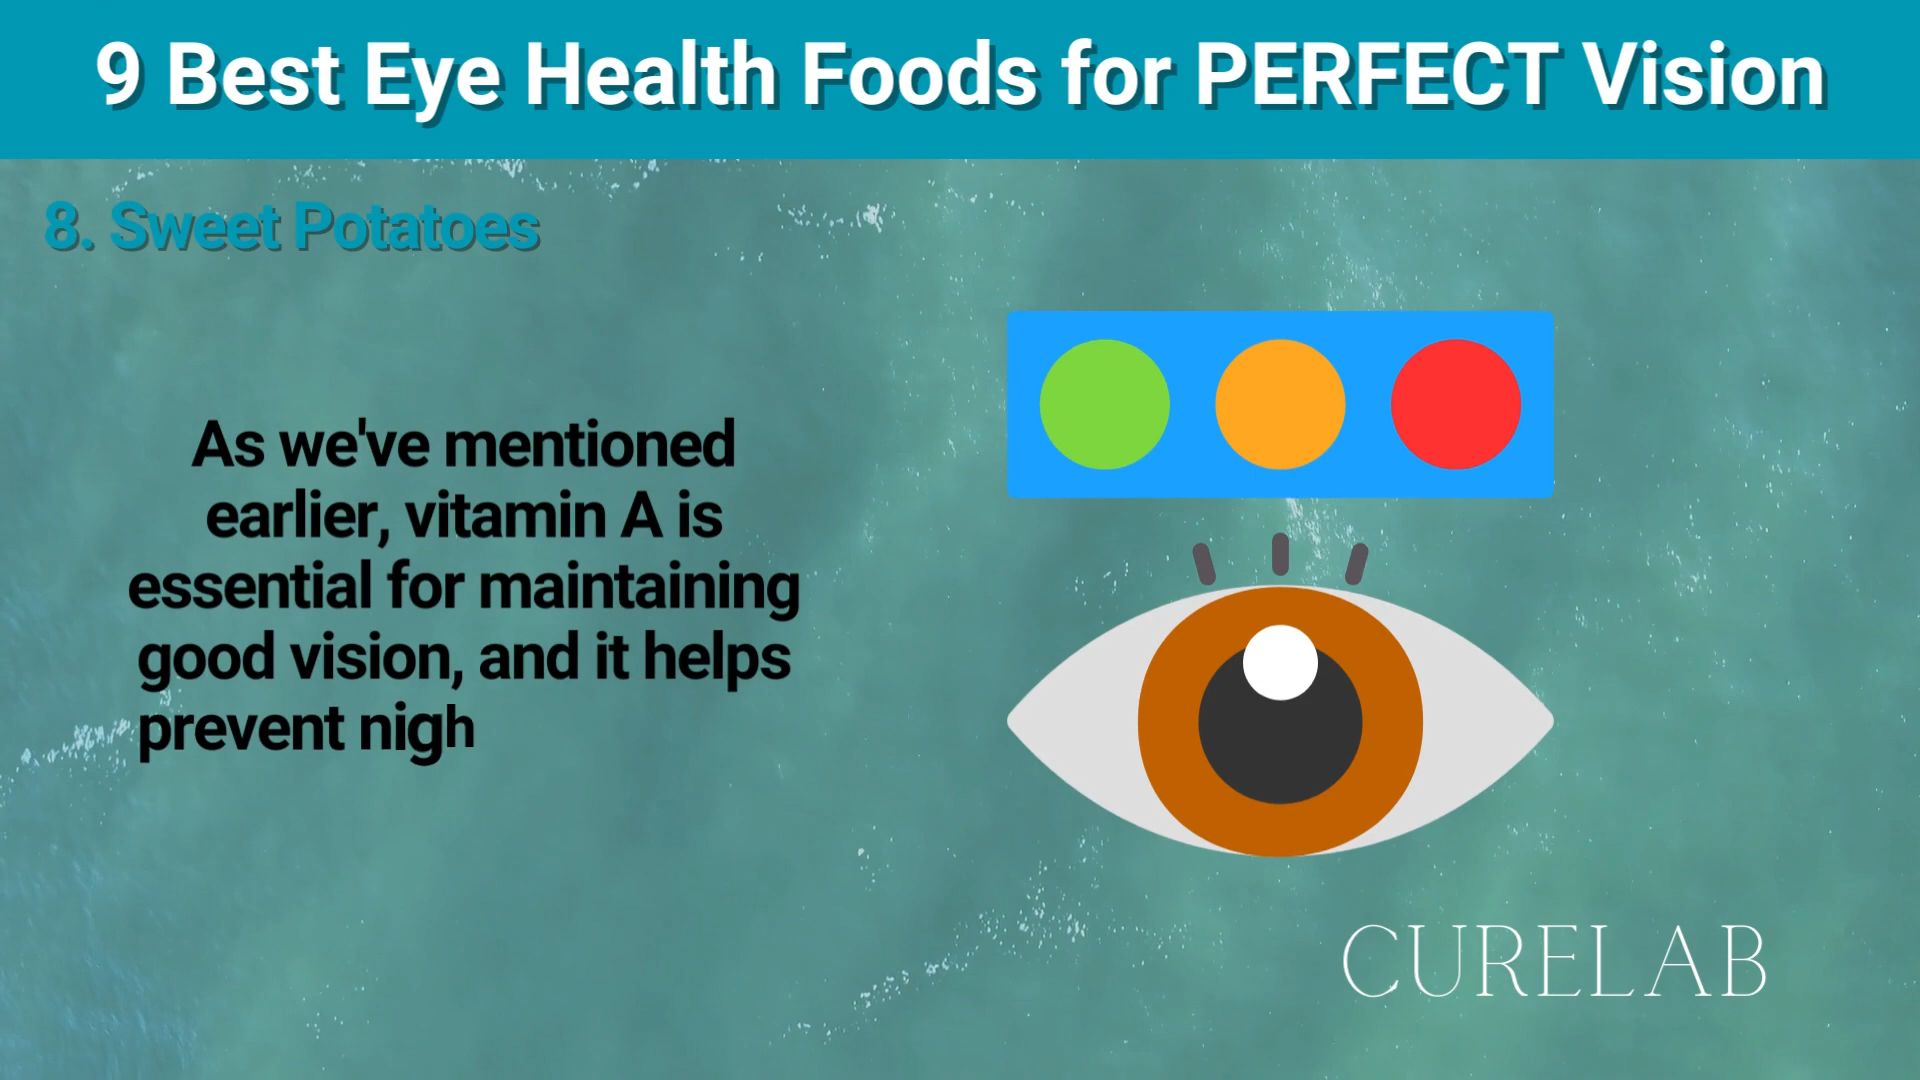 9 Best Eye Health Foods for PERFECT Vision
8. Sweet Potatoes
As we've mentioned
earlier, vitamin A is
essential for maintaining
good vision, and it helps
prevent nigh
CURELAB